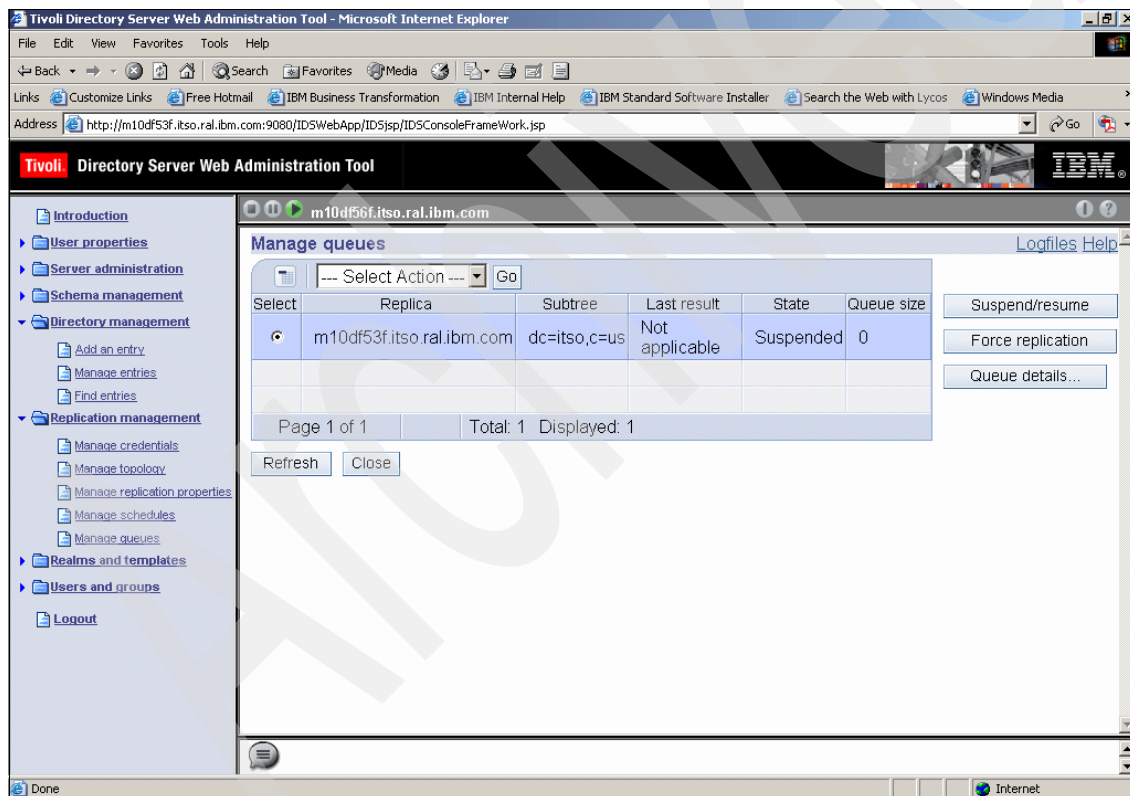 Tivoli Directory Server Web Administration Tool - Microsoft Internet Explorer
File Edit View Favorites Tools Help
Back Search Favorites Media
Links Customize Links Free Hotmail IBM Business Transformation IBM Internal Help IBM Standard Software Installer Search the Web with Lycos Windows Media
Address http://m10df53f.itso.ral.ibm.com:9080/IDSWebApp/IDSjsp/IDSConsoleFrameWork.jsp Go
Tivoli. Directory Server Web Administration Tool IBM®
Introduction
User properties
Server administration
Schema management
Directory management
Add an entry
Manage entries
Find entries
Replication management
Manage credentials
Manage topology
Manage replication properties
Manage schedules
Manage queues
Realms and templates
Users and groups
Logout
m10df56f.itso.ral.ibm.com
Manage queues Logfiles Help
--- Select Action --- Go
Select Replica Subtree Last result State Queue size
m10df53f.itso.ral.ibm.com dc=itso,c=us Not applicable Suspended 0
Page 1 of 1 Total: 1 Displayed: 1
Refresh Close
Suspend/resume
Force replication
Queue details...
Done Internet